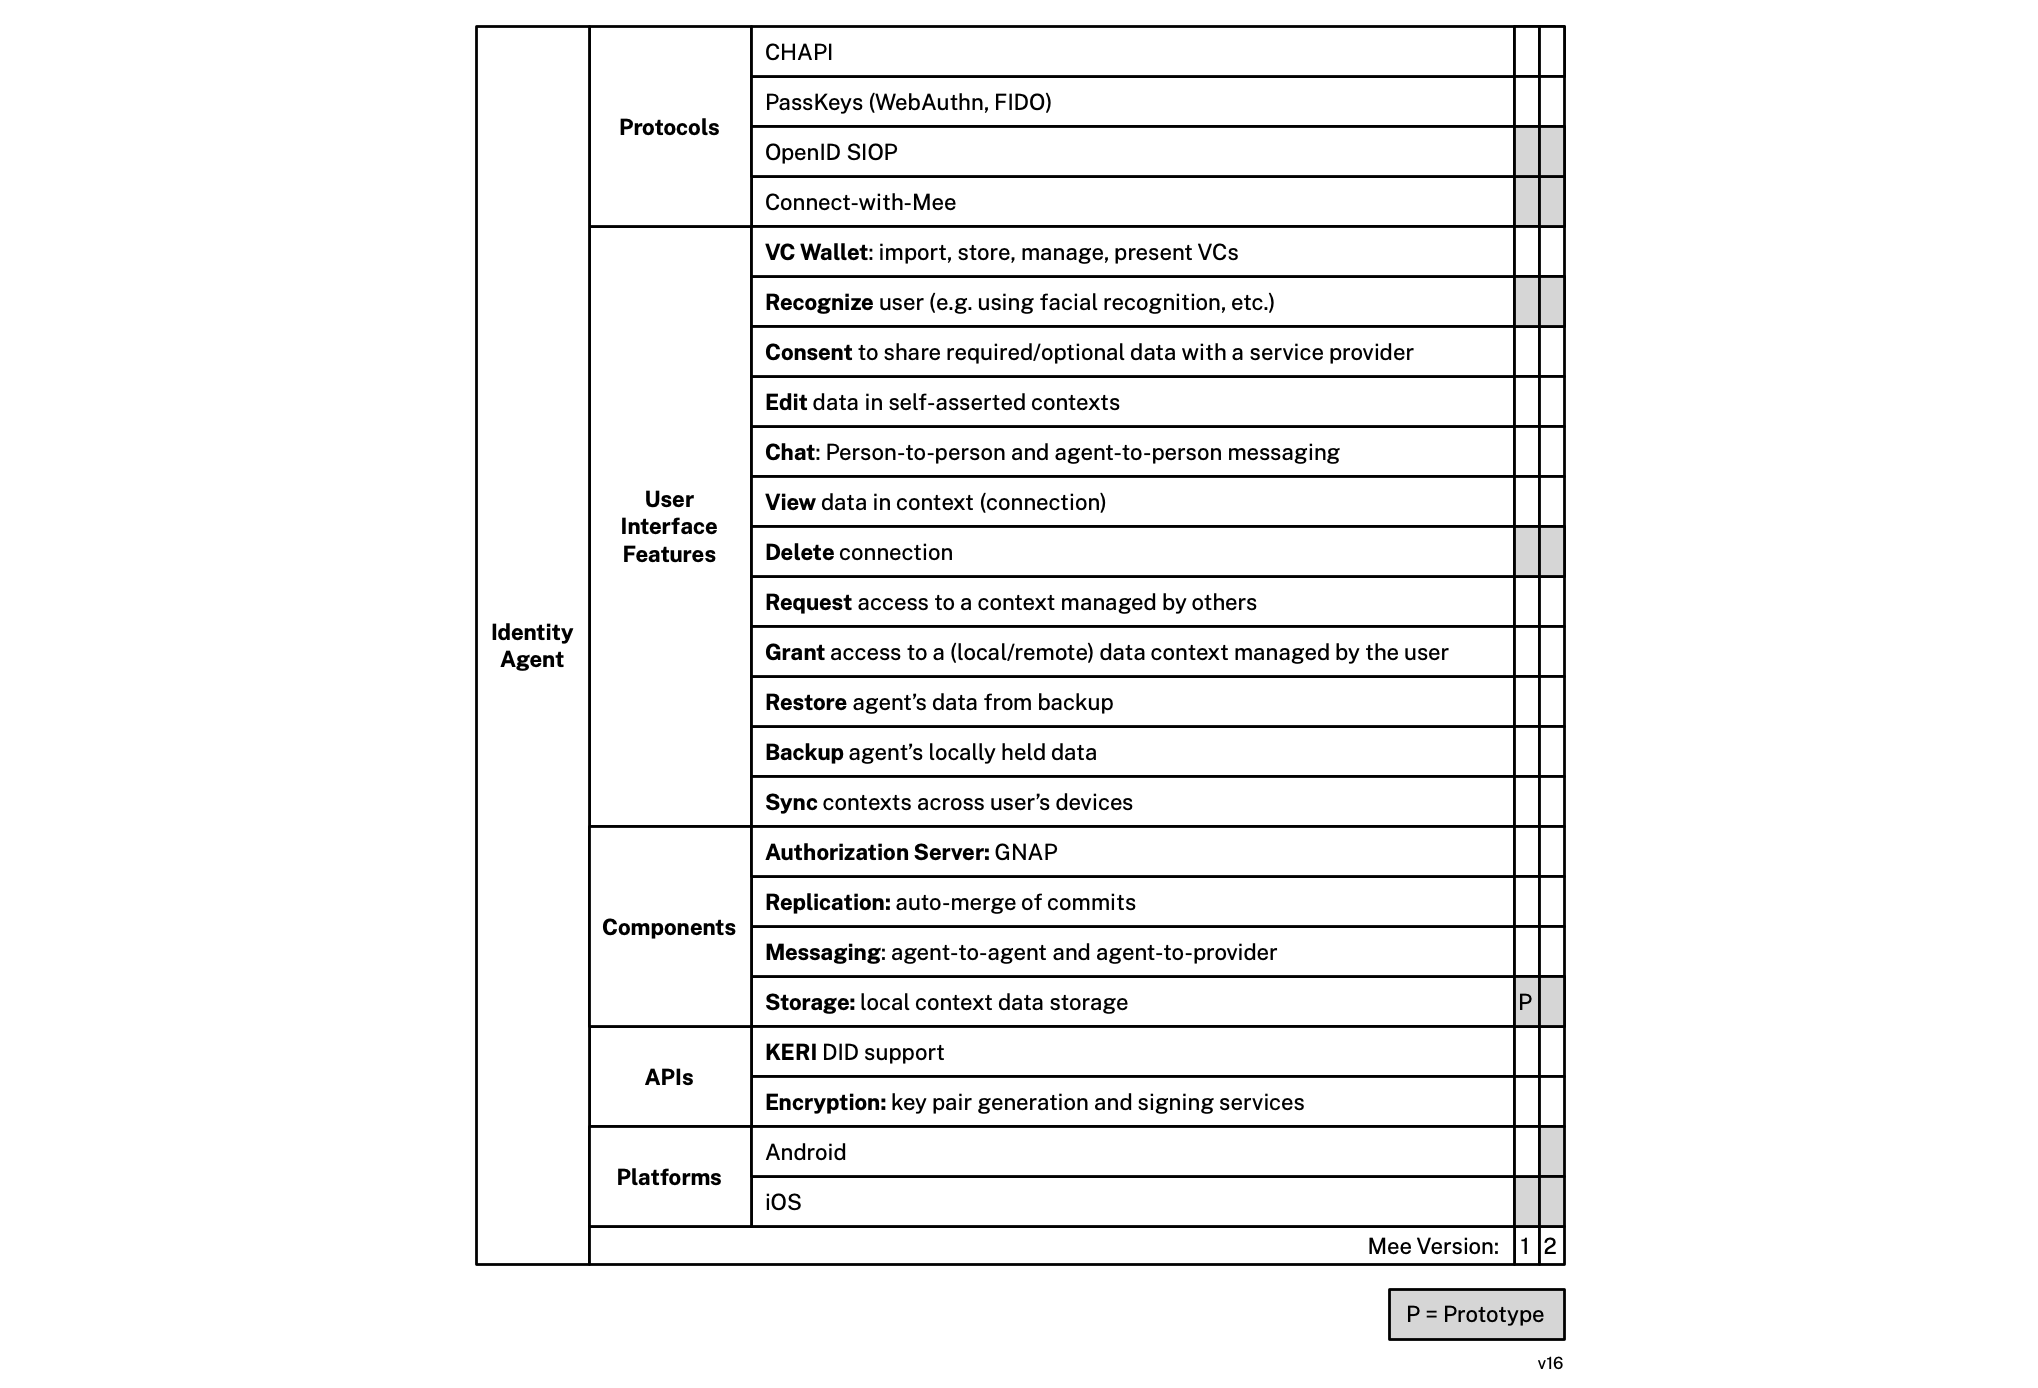 Identity
Agent
Protocols
CHAPI
PassKeys (WebAuthn, FIDO)
OpenID SIOP
Connect-with-Mee
User
Interface
Features
VC Wallet: import, store, manage, present VCs
Recognize user (e.g. using facial recognition, etc.)
Consent to share required/optional data with a service provider
Edit data in self-asserted contexts
Chat: Person-to-person and agent-to-person messaging
View data in context (connection)
Delete connection
Request access to a context managed by others
Grant access to a (local/remote) data context managed by the user
Restore agent’s data from backup
Backup agent’s locally held data
Sync contexts across user’s devices
Components
Authorization Server: GNAP
Replication: auto-merge of commits
Messaging: agent-to-agent and agent-to-provider
Storage: local context data storage P
APIs
KERI DID support
Encryption: key pair generation and signing services
Platforms
Android
iOS
Mee Version: 1 2
P = Prototype
v16